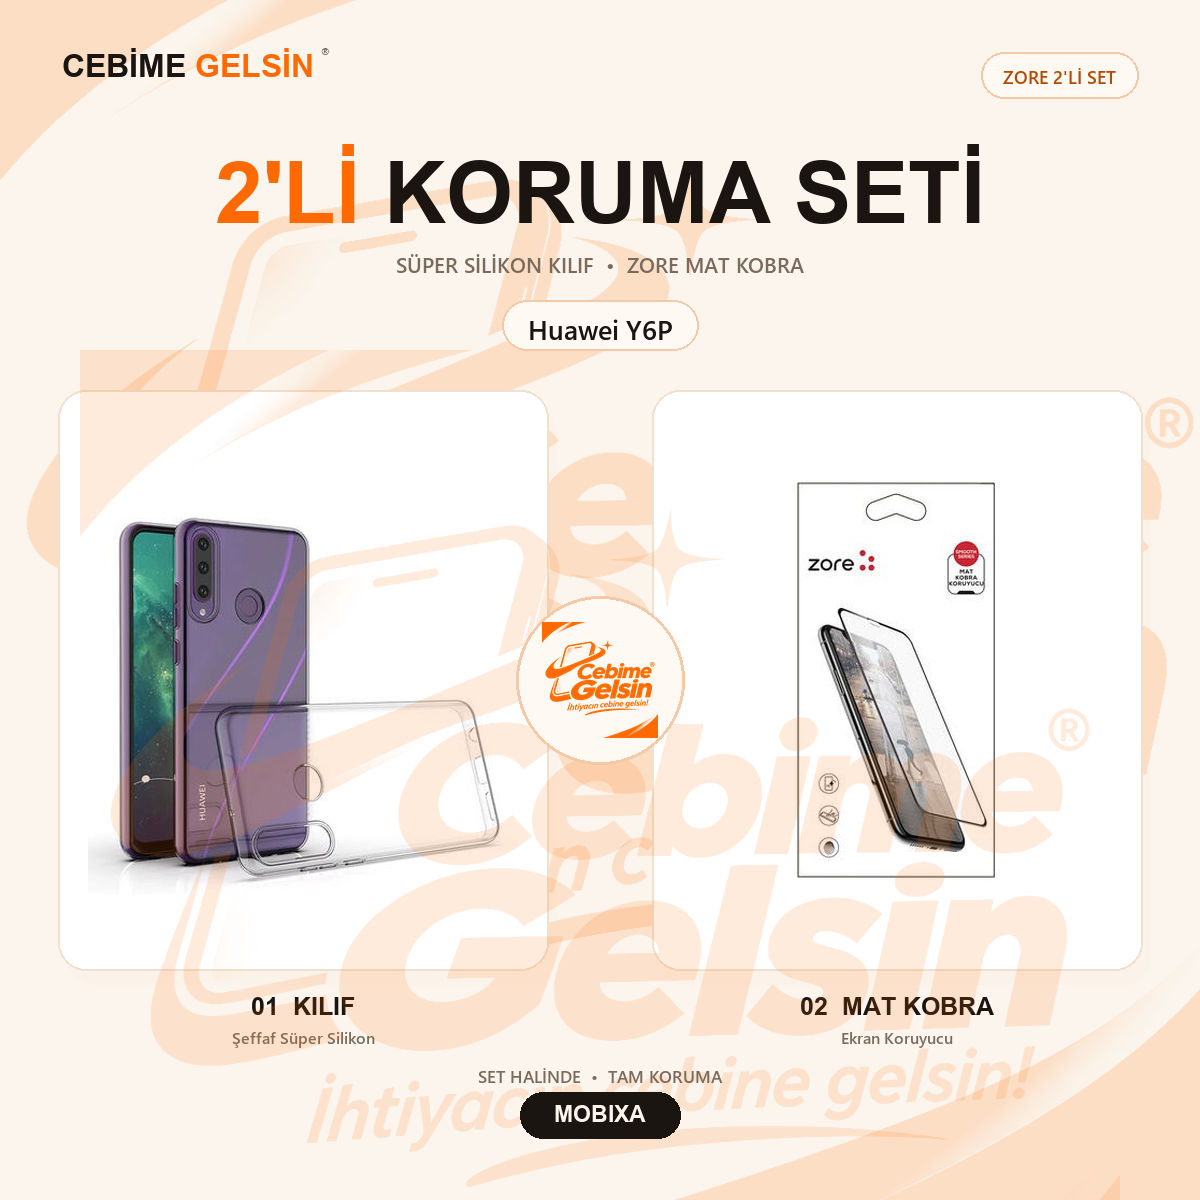 CEBİME GELSİN ®
ZORE 2'Lİ SET
2'Lİ KORUMA SETİ
SÜPER SİLİKON KILIF • ZORE MAT KOBRA
Huawei Y6P
HUAWEI
zore
SMOOTH SERIES
MAT
KOBRA
KORUYUCU
Cebime®
Gelsin
İhtiyacın cebine gelsin!
Cebime ®
Gelsin
İhtiyacın cebine gelsin!
®
01 KILIF
Şeffaf Süper Silikon
02 MAT KOBRA
Ekran Koruyucu
SET HALİNDE • TAM KORUMA
MOBIXA